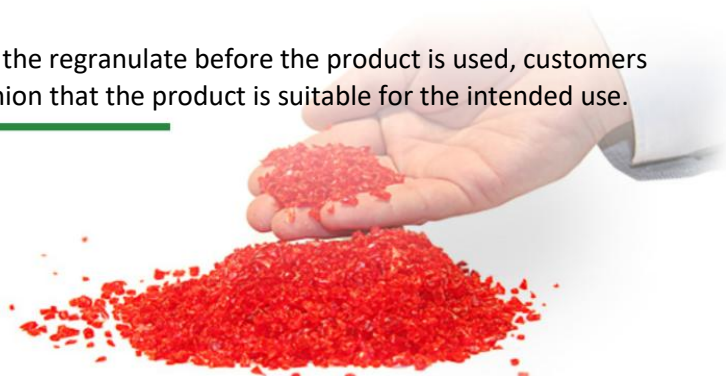 the regranulate before the product is used, customers
nion that the product is suitable for the intended use.